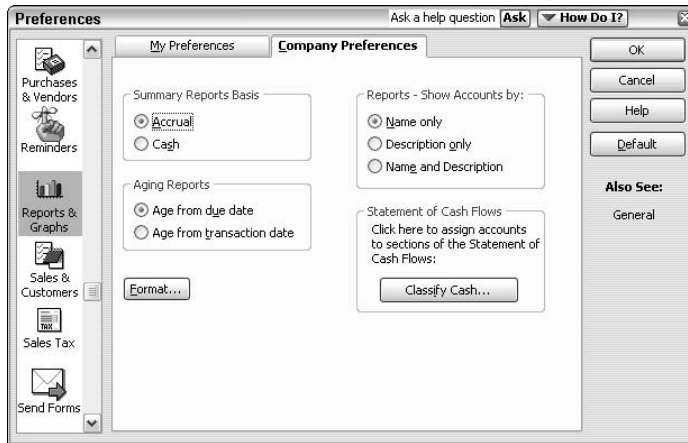 Preferences
Ask a help question Ask How Do I?
Purchases
& Vendors
Reminders
Reports &
Graphs
Sales &
Customers
TAX
Sales Tax
Send Forms
My Preferences
Company Preferences
Summary Reports Basis
Accrual
Cash
Aging Reports
Age from due date
Age from transaction date
Format...
Reports - Show Accounts by:
Name only
Description only
Name and Description
Statement of Cash Flows
Click here to assign accounts
to sections of the Statement of
Cash Flows:
Classify Cash...
OK
Cancel
Help
Default
Also See:
General